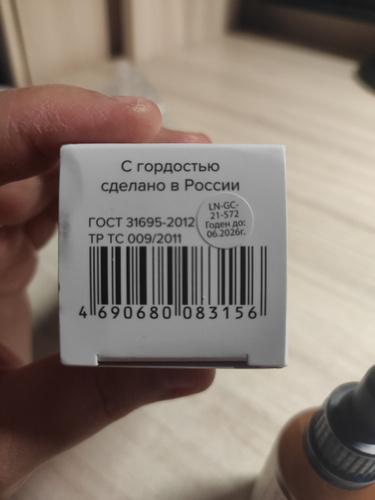 С гордостью
сделано в России
LN-GC-
21-572
Годен до:
06.2026г.
ГОСТ 31695-2012
ТР ТС 009/2011
4 690680 083156